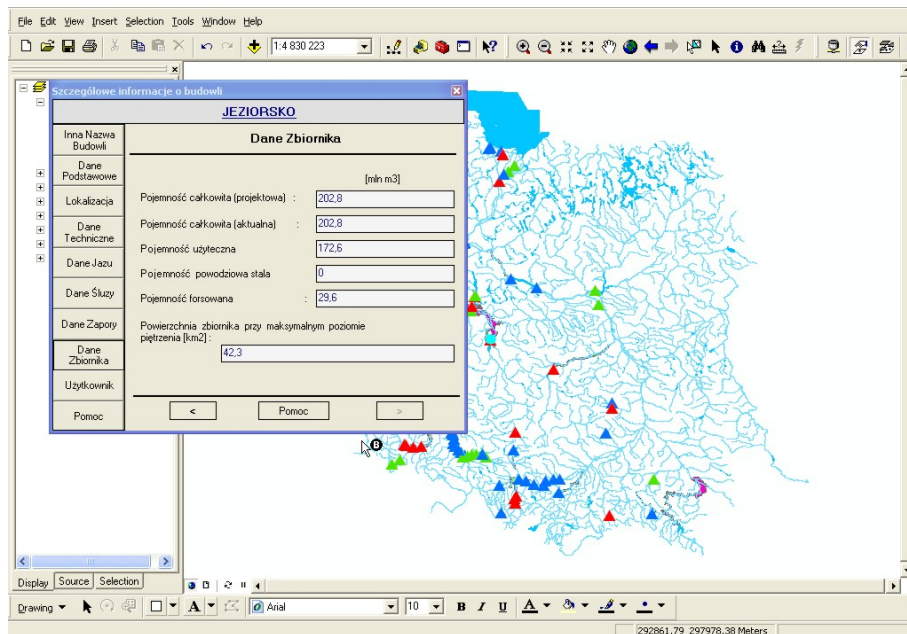 File Edit View Insert Selection Tools Window Help
1:4 830 223
Szczegółowe informacje o budowli
JEZIORSKO
Inna Nazwa
Budowli
Dane
Podstawowe
Lokalizacja
Dane
Techniczne
Dane Jazu
Dane Śluzy
Dane Zapory
Dane
Zbiornika
Użytkownik
Pomoc
Dane Zbiornika
[mln m3]
Pojemność całkowita (projektowa) : 202,8
Pojemność całkowita (aktualna) : 202,8
Pojemność użyteczna 172,6
Pojemność powodziowa stala 0
Pojemność forsowana : 29,6
Powierzchnia zbiornika przy maksymalnym poziomie
piętrzenia [km2] :
42,3
< Pomoc >
B
Display Source Selection
Drawing A Arial 10 B I U A
292861,79 297978,38 Meters